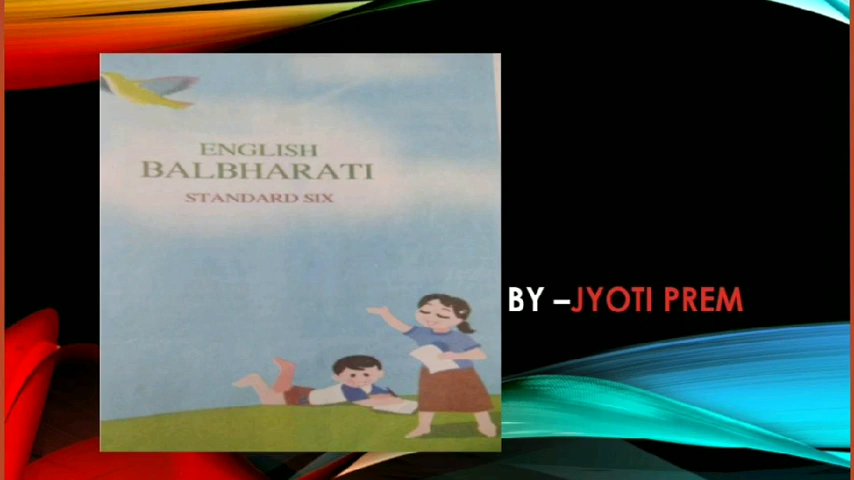 ENGLISH
BALBHARATI
STANDARD SIX
BY –JYOTI PREM